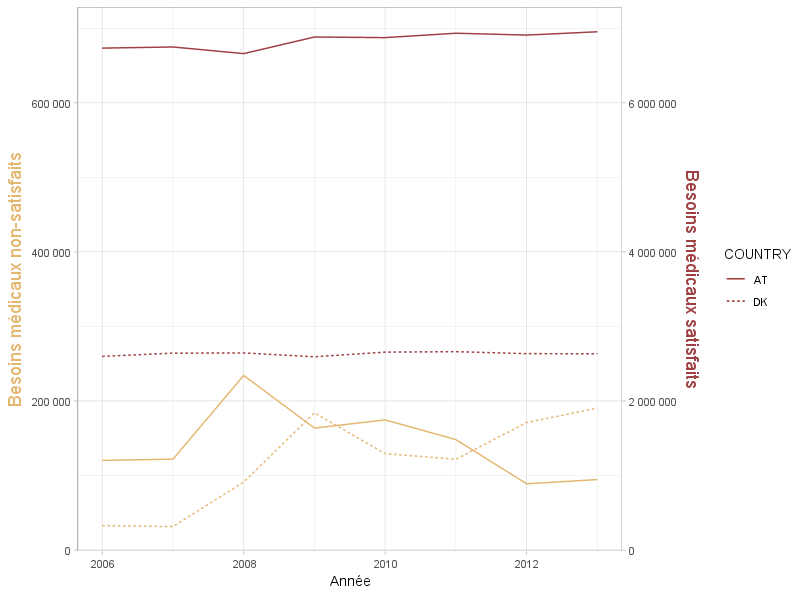 Besoins médicaux non-satisfaits
600 000
400 000
200 000
0
2006
2008
2010
2012
Année
6 000 000
4 000 000
2 000 000
0
Besoins médicaux satisfaits
COUNTRY
AT
DK